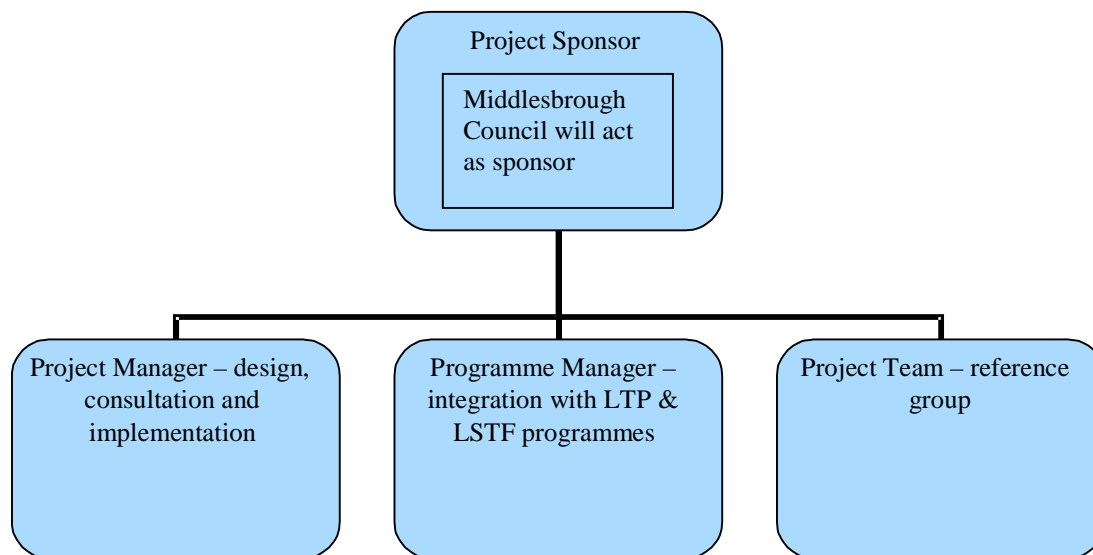 Project Sponsor
Middlesbrough
Council will act
as sponsor
Project Manager – design,
consultation and
implementation
Programme Manager –
integration with LTP &
LSTF programmes
Project Team – reference
group